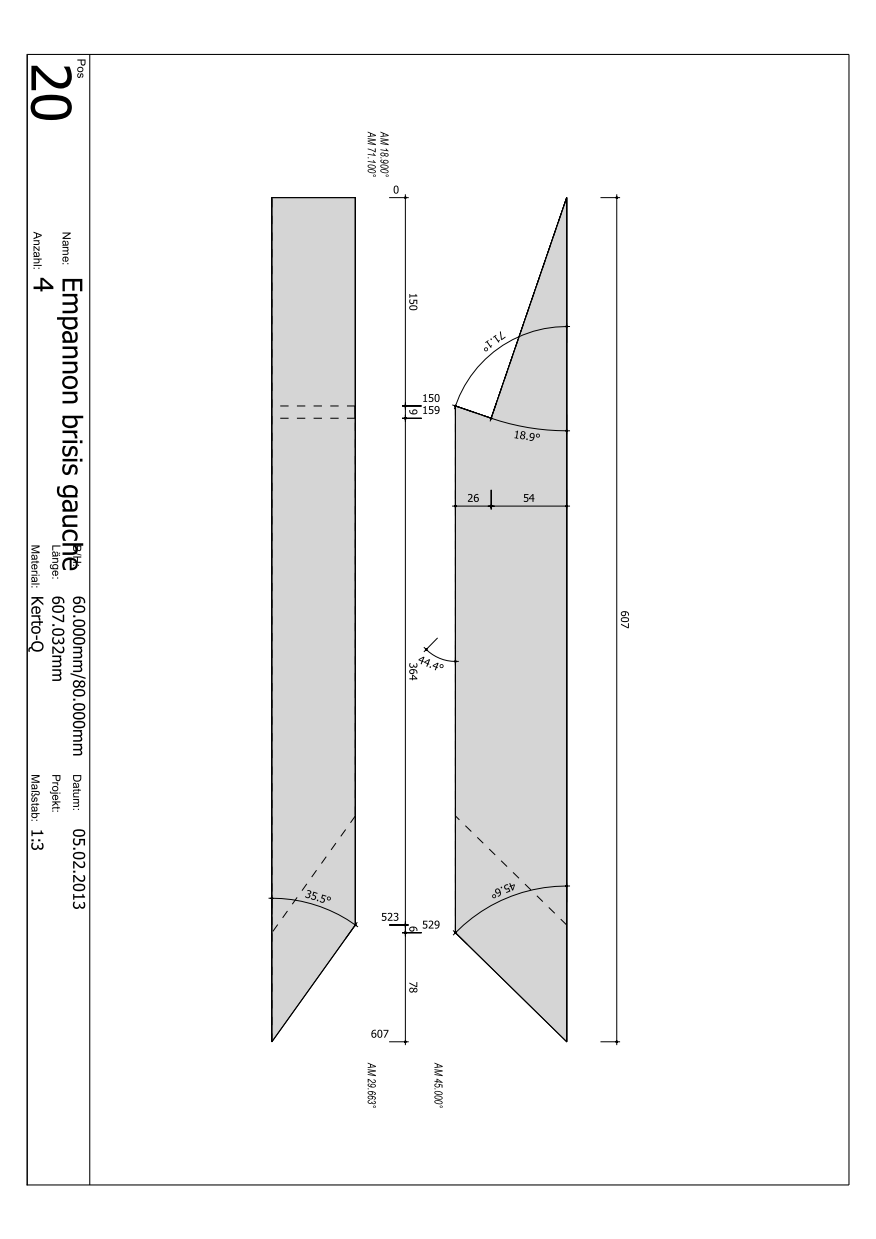 Pos
20
Name: Empannon brisis gauche
Anzahl: 4
60.000mm/80.000mm
Länge: 607.032mm
Material: Kerto-Q
Datum: 05.02.2013
Projekt:
Maßstab: 1:3
AM 18.900°
AM 71.100°
0
150
150
9
159
71.1°
18.9°
26
54
607
44.4°
364
35.5°
45.6°
523
6
529
78
607
AM 29.663°
AM 45.000°